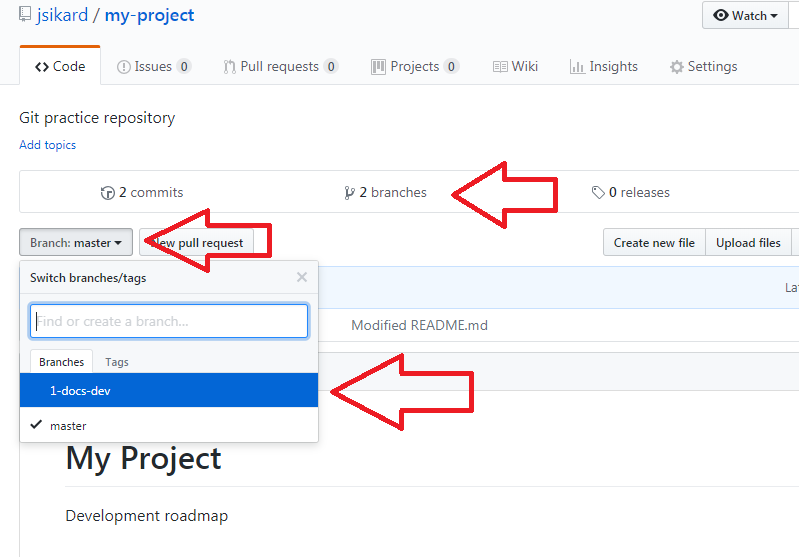 jsikard / my-project
Watch
Code
Issues 0
Pull requests 0
Projects 0
Wiki
Insights
Settings
Git practice repository
Add topics
2 commits
2 branches
0 releases
Branch: master
New pull request
Create new file
Upload files
Switch branches/tags
Find or create a branch...
Modified README.md
Branches
Tags
1-docs-dev
master
My Project
Development roadmap